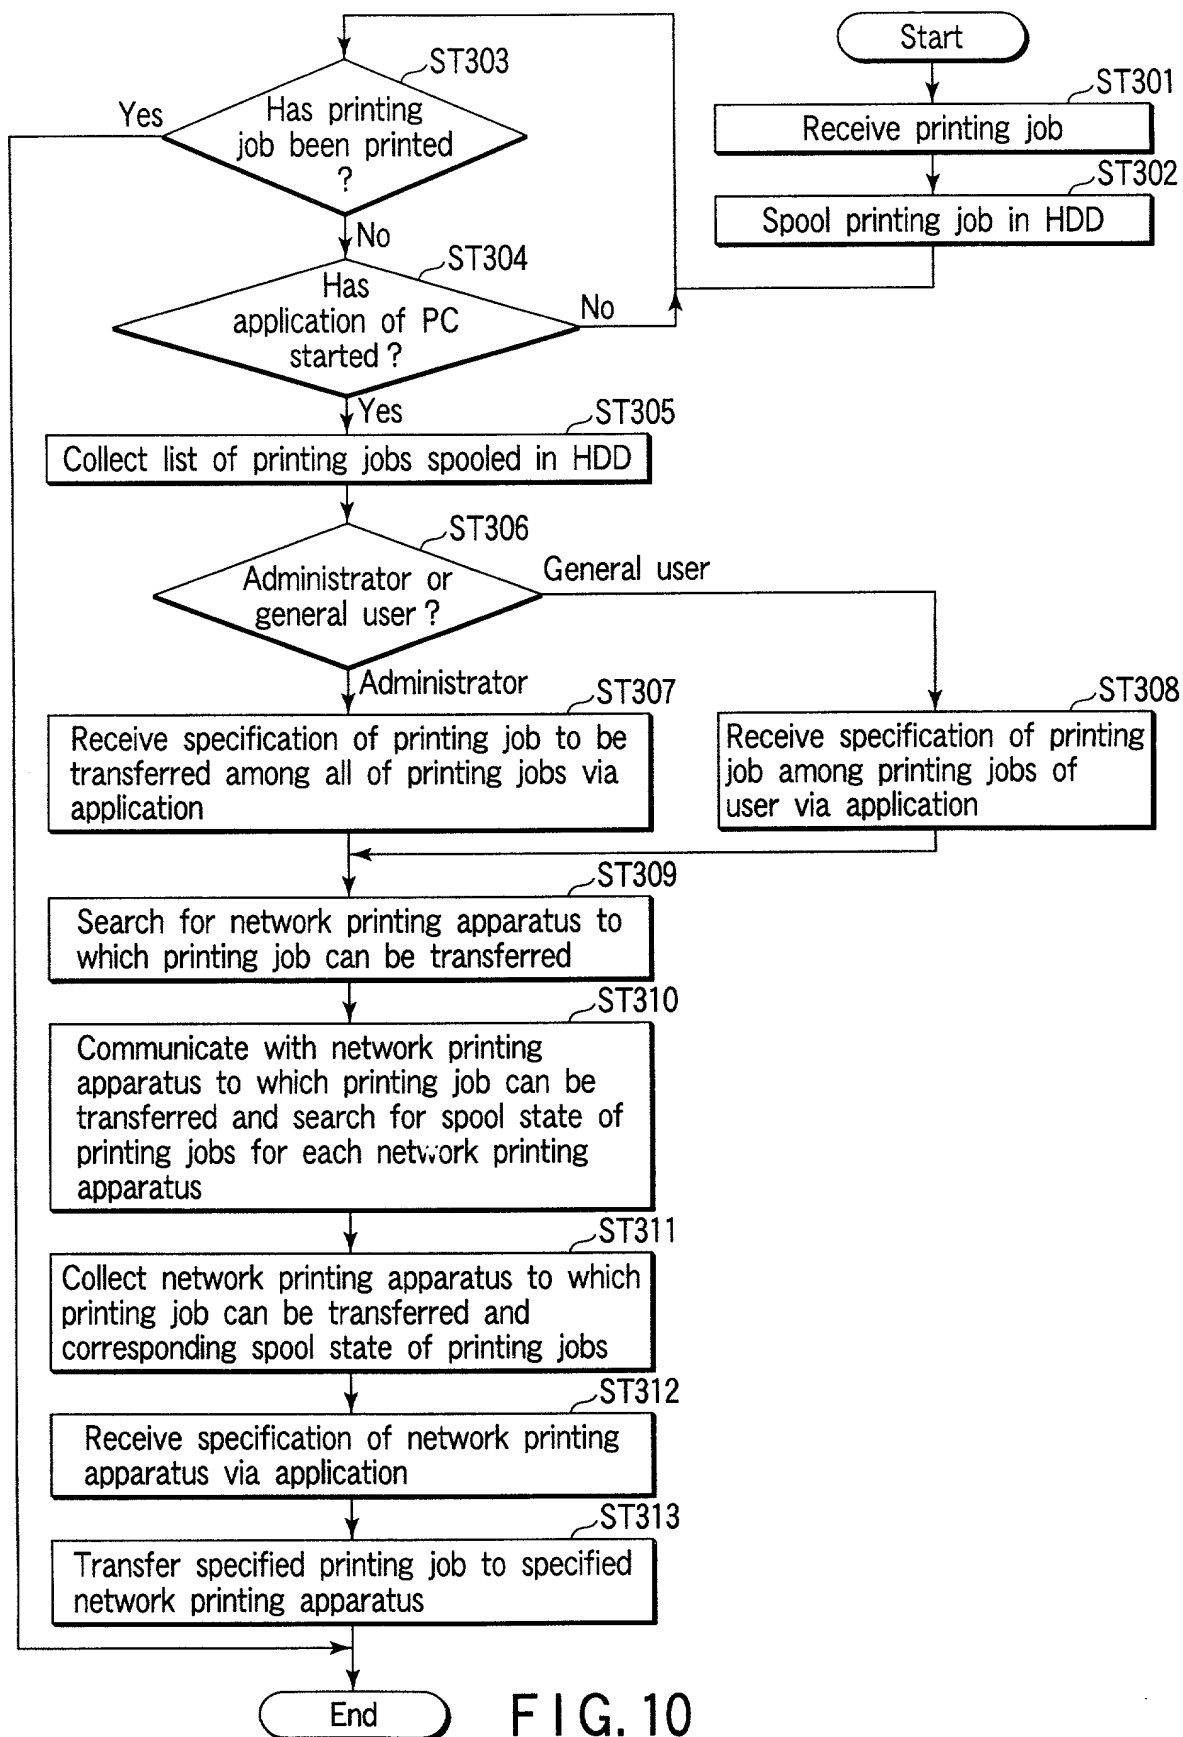 Start
ST301
Receive printing job
ST302
Spool printing job in HDD
ST303
Has printing
job been printed
?
Yes
No
ST304
Has
application of PC
started ?
No
Yes
ST305
Collect list of printing jobs spooled in HDD
ST306
Administrator or
general user ?
General user
Administrator
ST307
Receive specification of printing job to be
transferred among all of printing jobs via
application
ST308
Receive specification of printing
job among printing jobs of
user via application
ST309
Search for network printing apparatus to
which printing job can be transferred
ST310
Communicate with network printing
apparatus to which printing job can be
transferred and search for spool state of
printing jobs for each network printing
apparatus
ST311
Collect network printing apparatus to which
printing job can be transferred and
corresponding spool state of printing jobs
ST312
Receive specification of network printing
apparatus via application
ST313
Transfer specified printing job to specified
network printing apparatus
End
FIG. 10